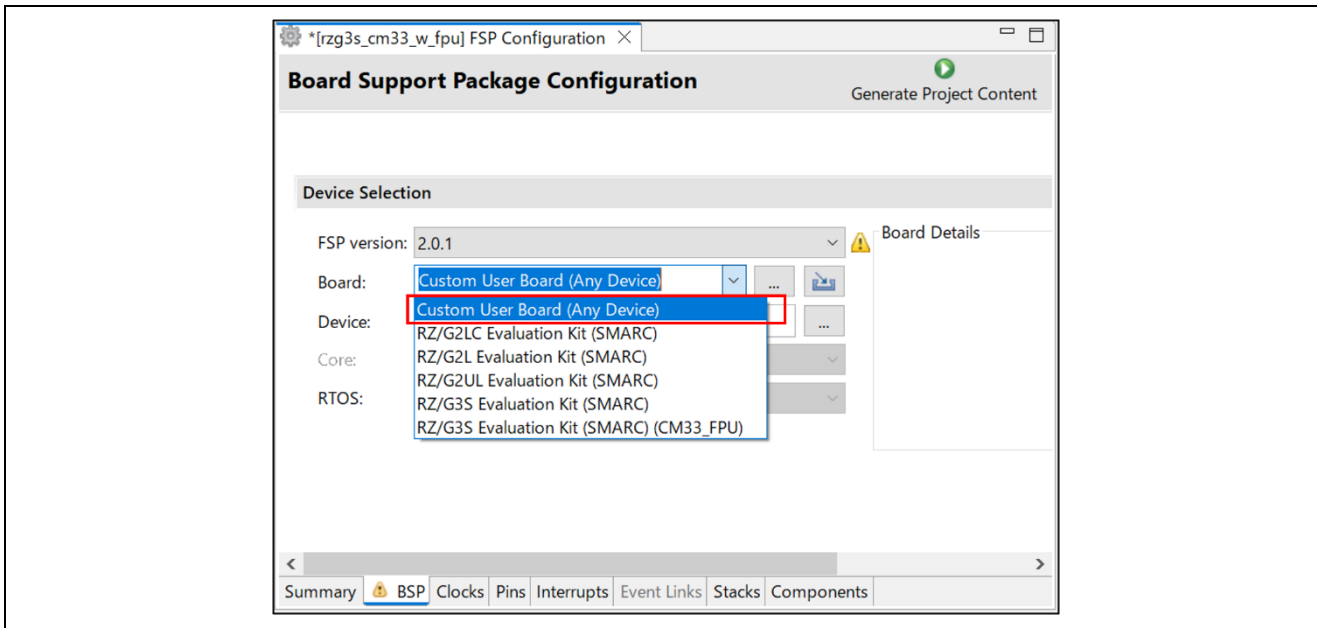 *[rzg3s_cm33_w_fpu] FSP Configuration
Board Support Package Configuration
Generate Project Content
Device Selection
FSP version: 2.0.1
Board Details
Board: Custom User Board (Any Device) ...
Custom User Board (Any Device)
Device: ...
RZ/G2LC Evaluation Kit (SMARC)
RZ/G2L Evaluation Kit (SMARC)
Core:
RZ/G2UL Evaluation Kit (SMARC)
RTOS:
RZ/G3S Evaluation Kit (SMARC)
RZ/G3S Evaluation Kit (SMARC) (CM33_FPU)
Summary BSP Clocks Pins Interrupts Event Links Stacks Components